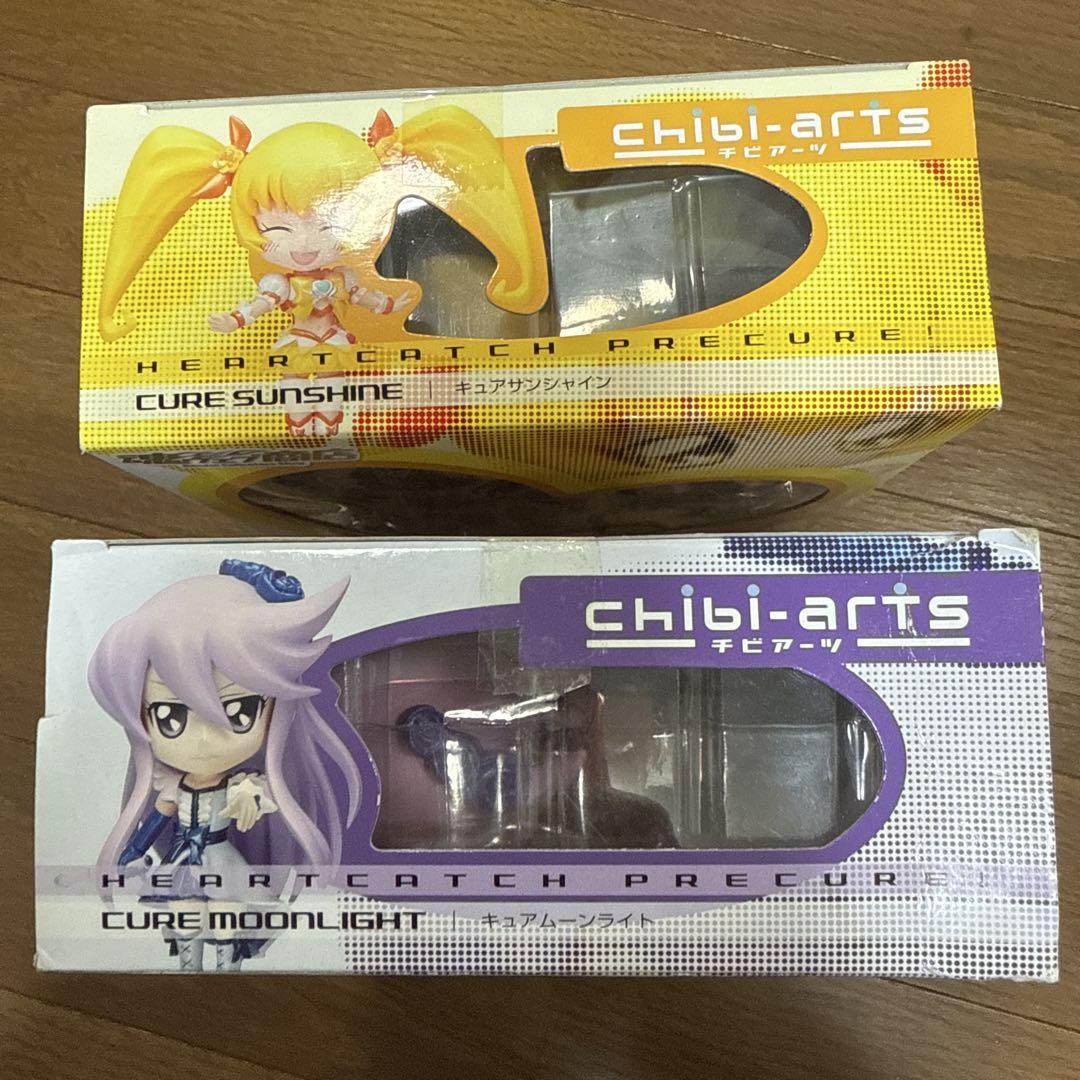 chibi-arts
チビアーツ
HEARTCATCH PRECURE!
CURE SUNSHINE | キュアサンシャイン
chibi-arts
チビアーツ
HEARTCATCH PRECURE!
CURE MOONLIGHT | キュアムーンライト